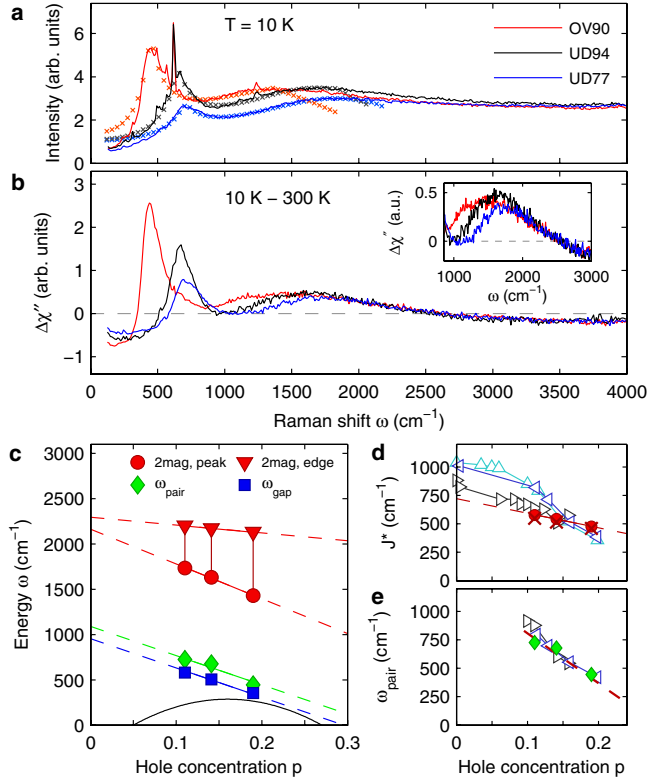 a
T = 10 K
OV90
UD94
UD77
Intensity (arb. units)
6
4
2
0
b
10 K – 300 K
Δχ″ (arb. units)
3
2
1
0
−1
Δχ″ (a.u.)
0.5
0
1000 2000 3000
ω (cm⁻¹)
0 500 1000 1500 2000 2500 3000 3500 4000
Raman shift ω (cm⁻¹)
c
2mag, peak
2mag, edge
ω pair
ω gap
Energy ω (cm⁻¹)
3000
2500
2000
1500
1000
500
0
0 0.1 0.2 0.3
Hole concentration p
d
J* (cm⁻¹)
1000
750
500
250
e
ω pair (cm⁻¹)
1000
750
500
250
0
0 0.1 0.2
Hole concentration p